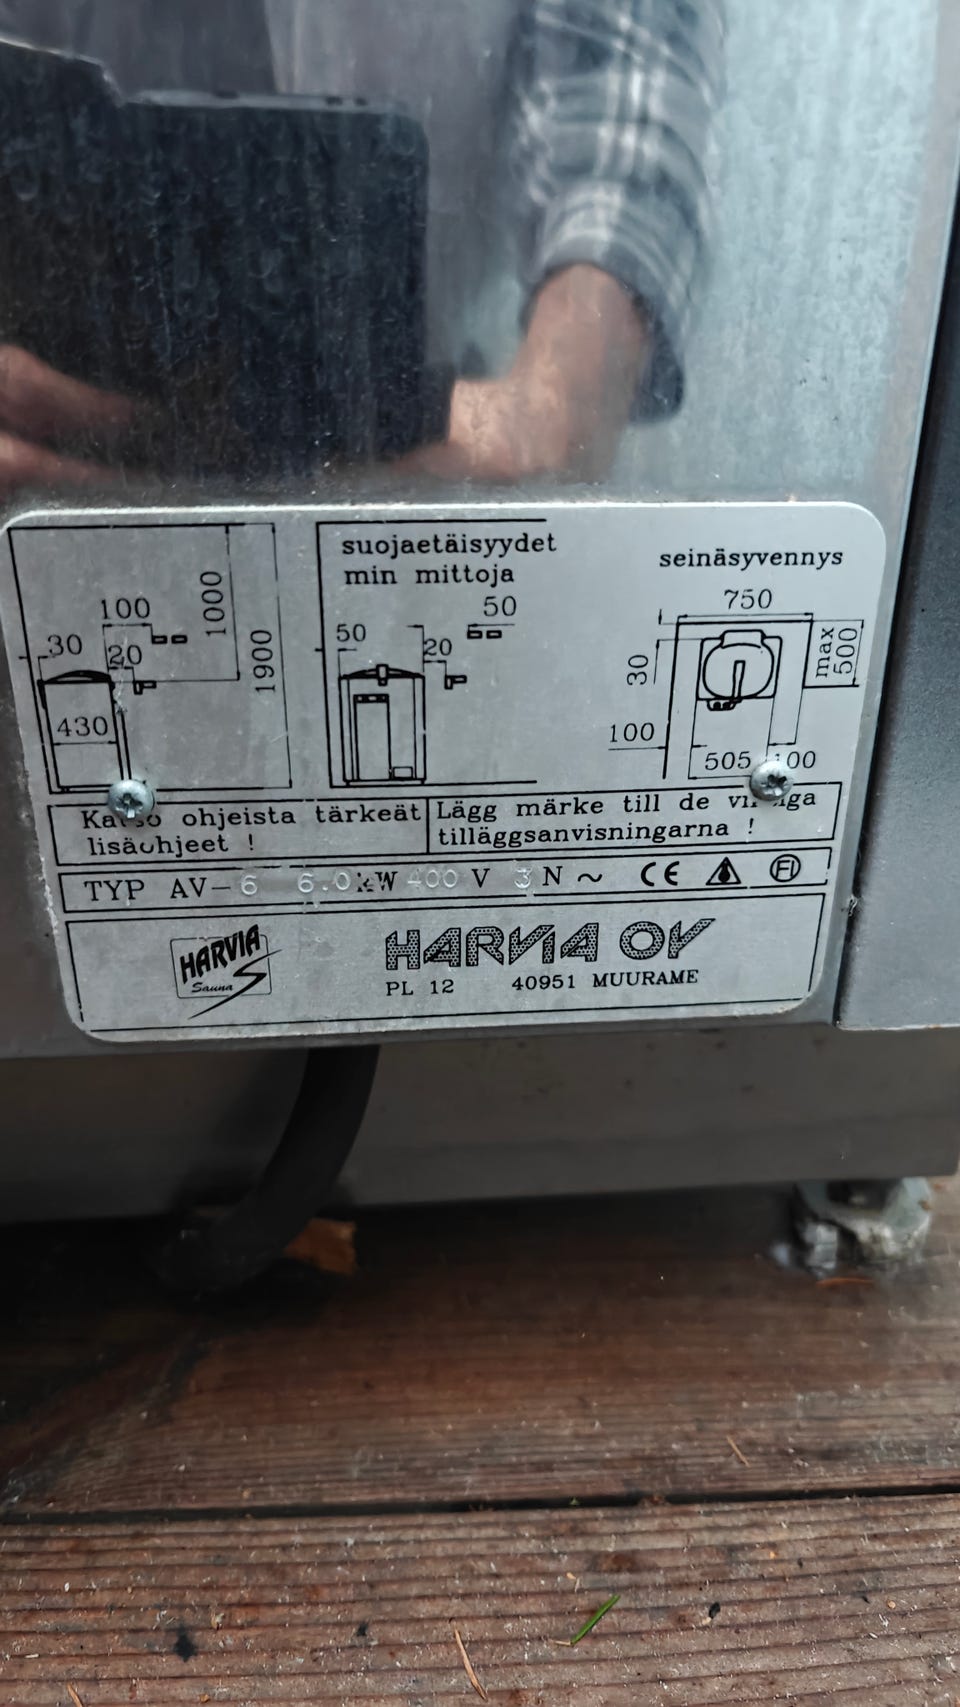 suojaetäisyydet
min mittoja
seinäsyvennys
100
1000
30
20
1900
430
50
50
20
750
30
max
500
100
505
100
Katso ohjeista tärkeät
lisäohjeet !
Lägg märke till de viktiga
tilläggsanvisningarna !
TYP AV-6 6.0kW 400 V 3 N ~ CE FI
HARVIA
Sauna
HARVIA OY
PL 12 40951 MUURAME